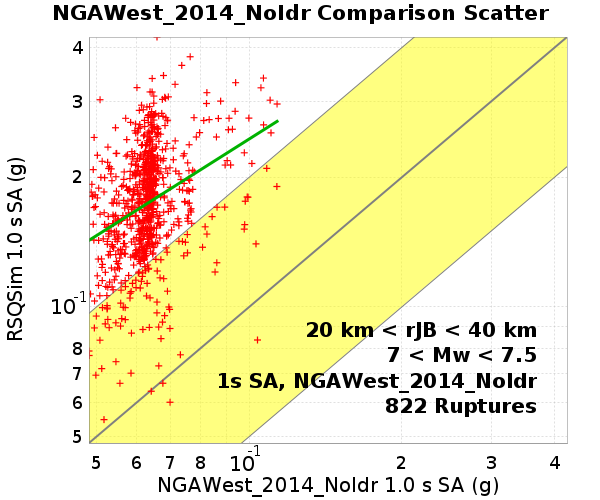 NGAWest_2014_NoIdr Comparison Scatter
RSQSim 1.0 s SA (g)
4
3
2
10⁻¹
8
7
6
5
20 km < rJB < 40 km
7 < Mw < 7.5
1s SA, NGAWest_2014_NoIdr
822 Ruptures
5 6 7 8 10⁻¹ 2 3 4
NGAWest_2014_NoIdr 1.0 s SA (g)